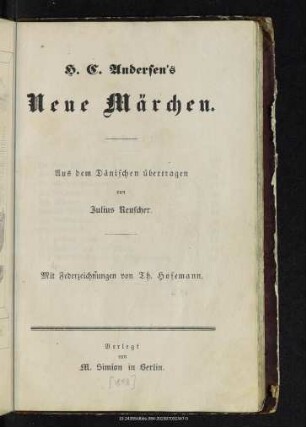 H. C. Andersen's
Neue Märchen.
Aus dem Dänischen übertragen
von
Julius Reuscher.
Mit Federzeichnungen von Th. Hosemann.
Verlegt
von
M. Simion in Berlin.